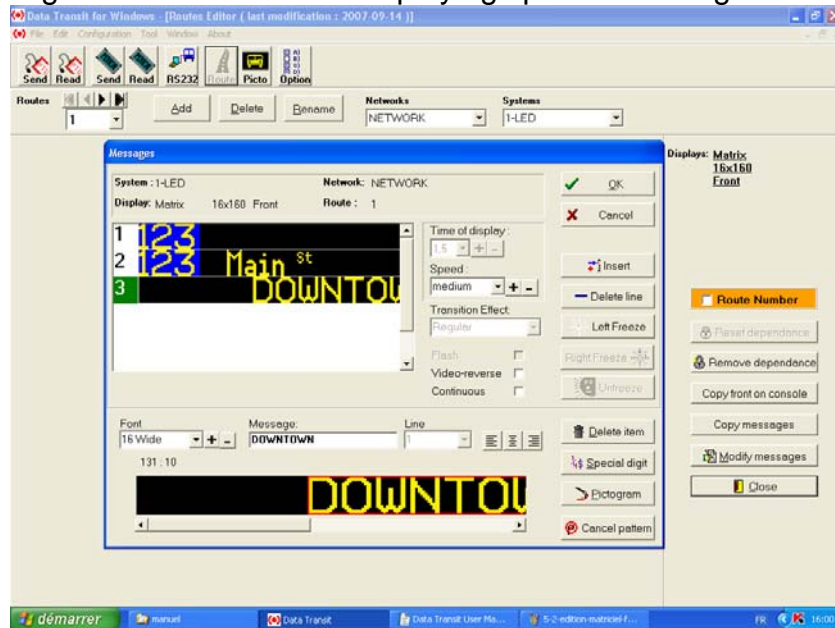 Data Transit for Windows - [Routes Editor ( last modification : 2007-09-14 )]
File Edit Configuration Tool Window About
Send Read Send Read RS232 Route Picto Option
Routes 1 Add Delete Rename Networks NETWORK Systems 1-LED
Messages
System : 1-LED Network: NETWORK
Display: Matrix 16x160 Front Route : 1
1 123
2 123 Main St
3 DOWNTOW
Time of display :
1,5 + -
Speed :
medium + -
Transition Effect
Regular
Flash
Video-reverse
Continuous
OK
Cancel
Insert
Delete line
Left Freeze
Right Freeze
Unfreeze
Font Message: Line
16 Wide + - DOWNTOWN 1
131 : 10
DOWNTOW
Delete item
Special digit
Pictogram
Cancel pattern
Displays: Matrix
16x160
Front
Route Number
Reset dependance
Remove dependance
Copy front on console
Copy messages
Modify messages
Close
démarrer manuel Data Transit Data Transit User Ma... 5-2-edition-matriciel-f... FR 16:00